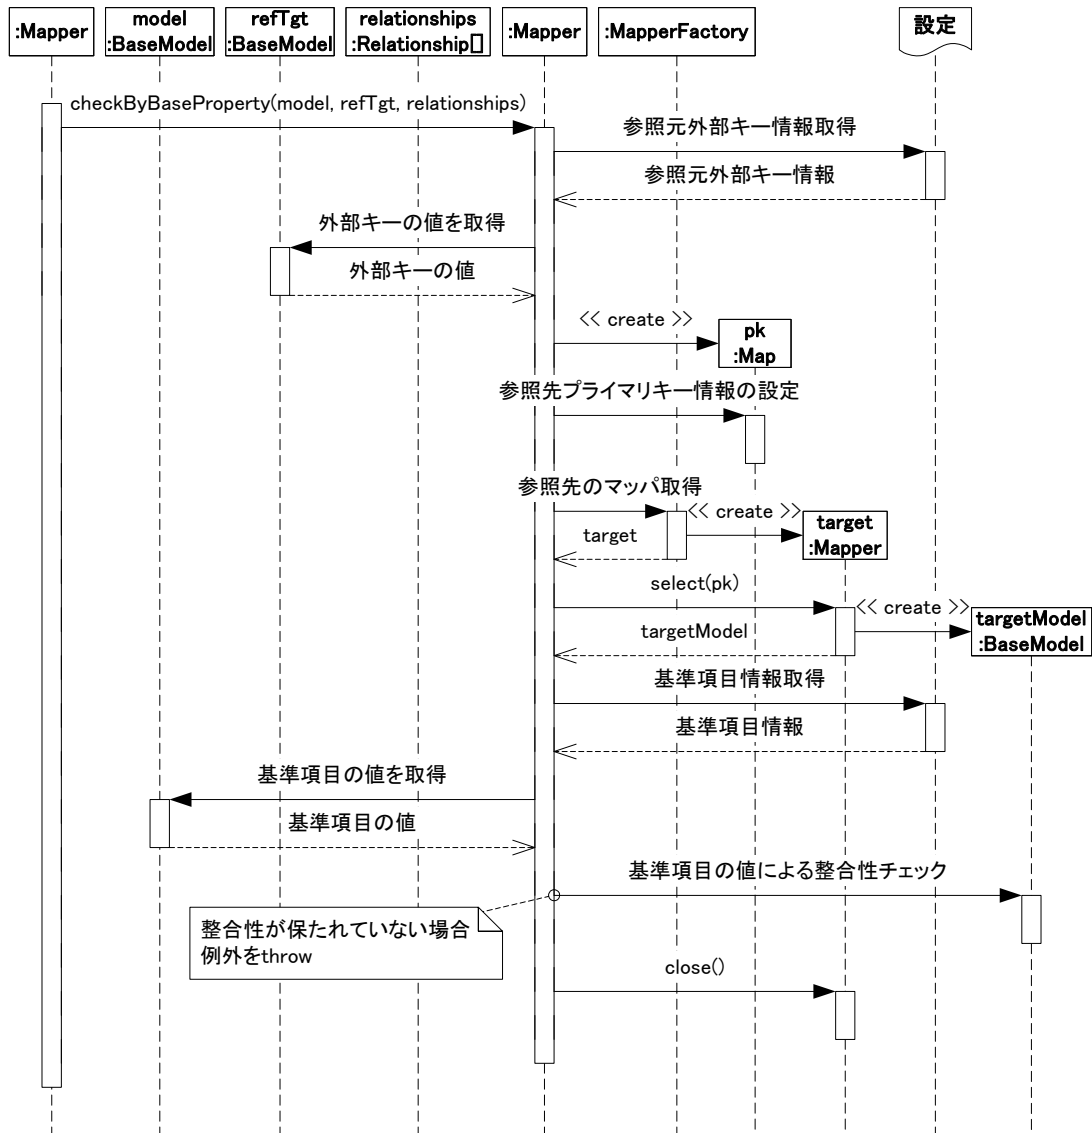 :Mapper
model
:BaseModel
refTgt
:BaseModel
relationships
:Relationship[]
:Mapper
:MapperFactory
設定
checkByBaseProperty(model, refTgt, relationships)
参照元外部キー情報取得
参照元外部キー情報
外部キーの値を取得
外部キーの値
<< create >>
pk
:Map
参照先プライマリキー情報の設定
参照先のマッパ取得
<< create >>
target
:Mapper
target
select(pk)
<< create >>
targetModel
:BaseModel
targetModel
基準項目情報取得
基準項目情報
基準項目の値を取得
基準項目の値
基準項目の値による整合性チェック
整合性が保たれていない場合
例外をthrow
close()